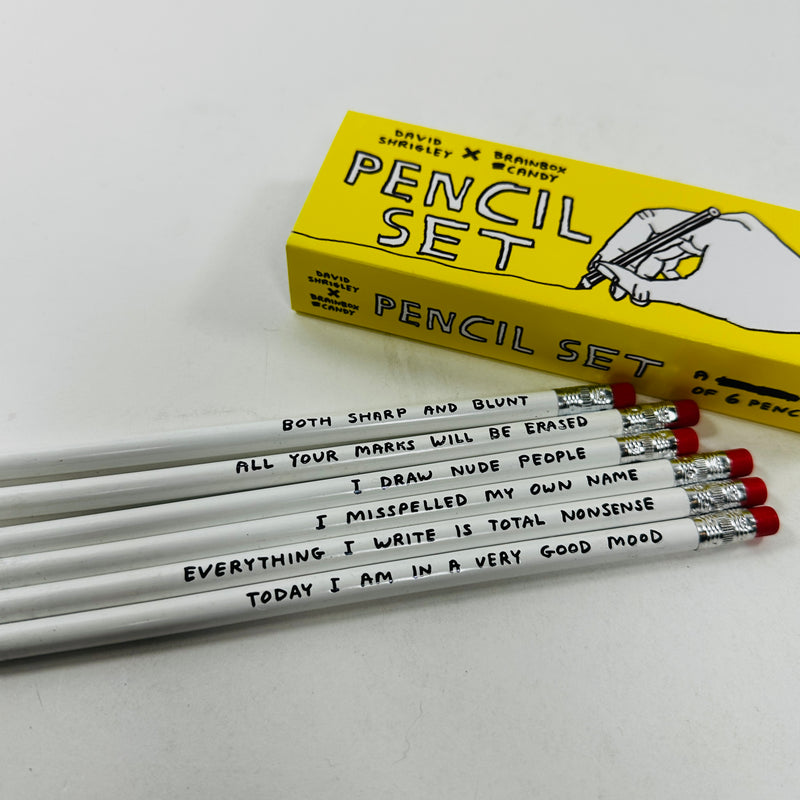 DAVID
SHRIGLEY X BRAINBOX
CANDY
PENCIL
SET
DAVID
SHRIGLEY
X
BRAINBOX
CANDY
PENCIL SET
A
OF 6 PENC
BOTH SHARP AND BLUNT
ALL YOUR MARKS WILL BE ERASED
I DRAW NUDE PEOPLE
I MISSPELLED MY OWN NAME
EVERYTHING I WRITE IS TOTAL NONSENSE
TODAY I AM IN A VERY GOOD MOOD